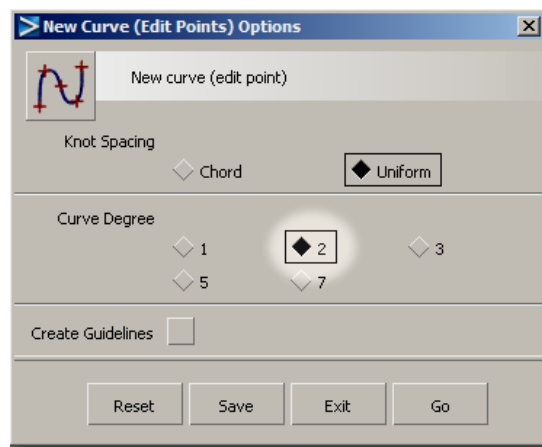 New Curve (Edit Points) Options
New curve (edit point)
Knot Spacing
Chord Uniform
Curve Degree
1 2 3
5 7
Create Guidelines
Reset Save Exit Go